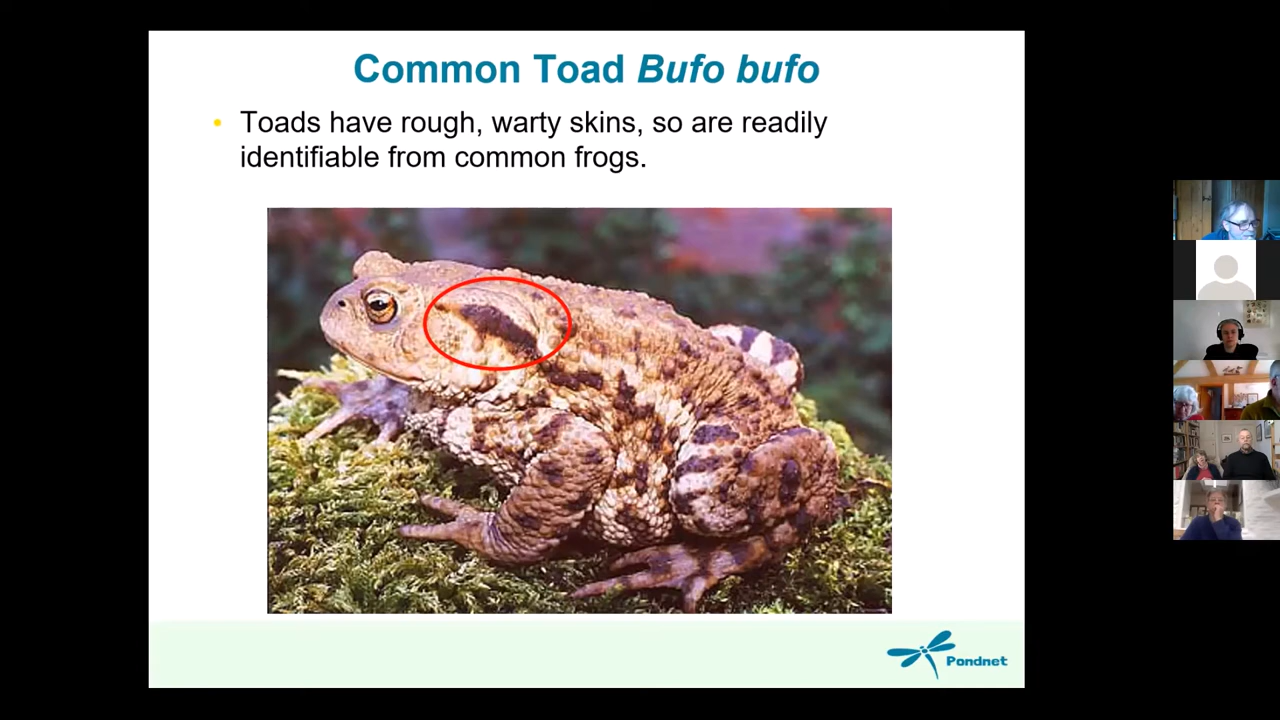 Common Toad Bufo bufo
• Toads have rough, warty skins, so are readily
identifiable from common frogs.
Pondnet